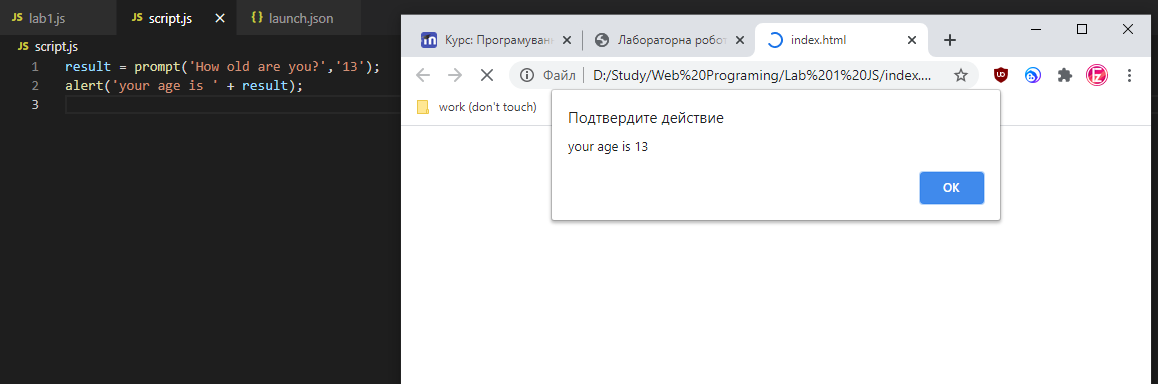 JS lab1.js
JS script.js
{} launch.json
JS script.js
1 result = prompt('How old are you?','13');
2 alert('your age is ' + result);
3
Курс: Програмуван
Лабораторна робот
index.html
Файл D:/Study/Web%20Programing/Lab%201%20JS/index....
work (don't touch)
Подтвердите действие
your age is 13
OK